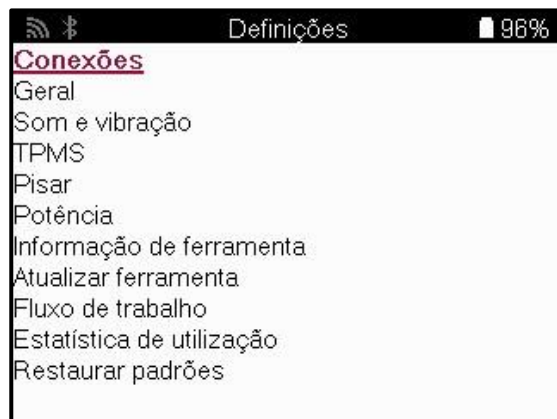 Definições 96%
Conexões
Geral
Som e vibração
TPMS
Pisar
Potência
Informação de ferramenta
Atualizar ferramenta
Fluxo de trabalho
Estatística de utilização
Restaurar padrões